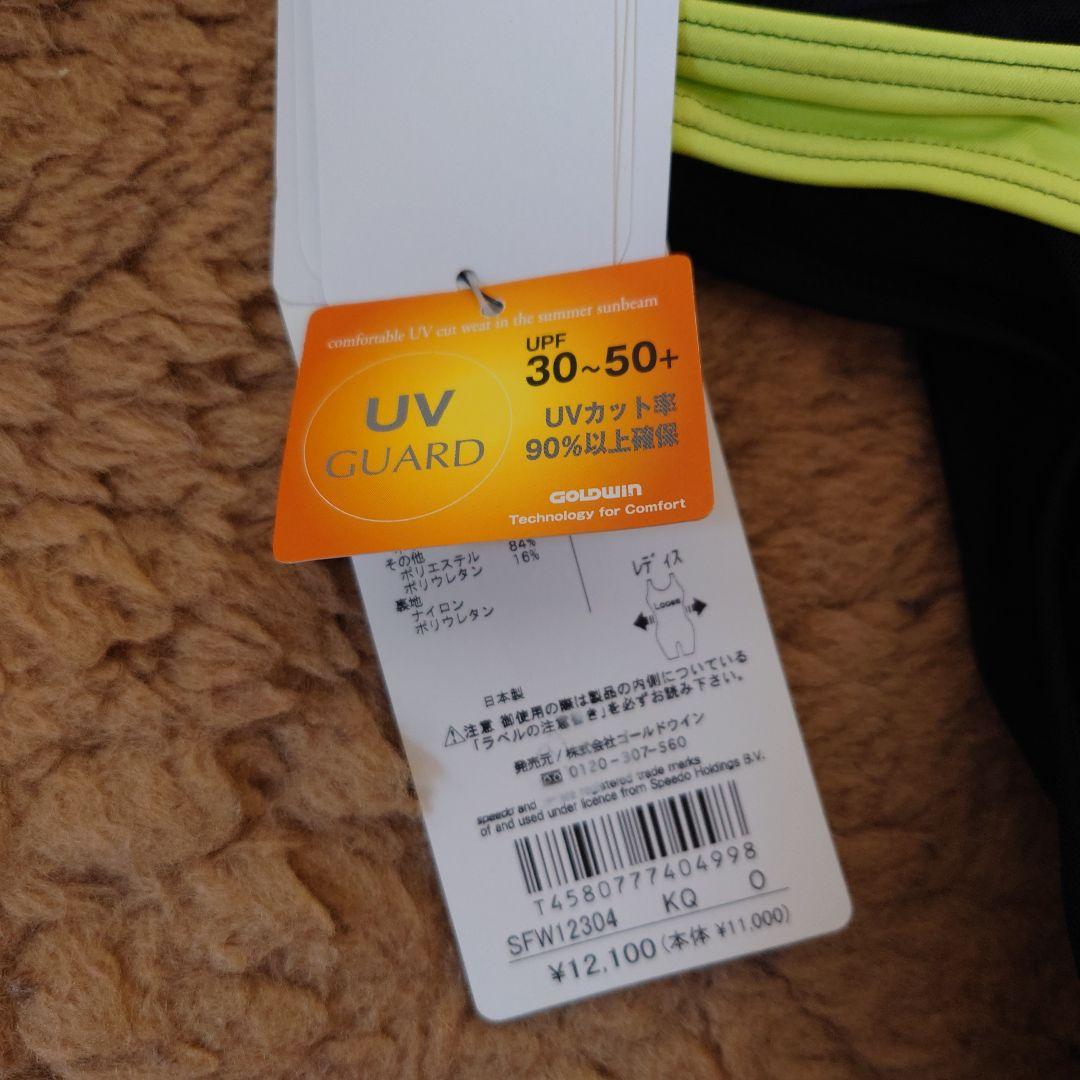 comfortable UV cut wear in the summer sunbeam
UV
GUARD
UPF
30~50+
UVカット率
90%以上確保
GOLDWIN
Technology for Comfort
その他
ポリエステル 84%
ポリウレタン 16%
裏地
ナイロン
ポリウレタン
レディス
LOOSE
日本製
⚠注意 御使用の際は製品の内側についている
「ラベルの注意書き」を必ずお読み下さい。
発売元/株式会社ゴールドウイン
0120-307-560
speedo and are registered trade marks
of and used under licence from Speedo Holdings B.V.
T4580777404998
SFW12304 KQ O
¥12,100(本体 ¥11,000)